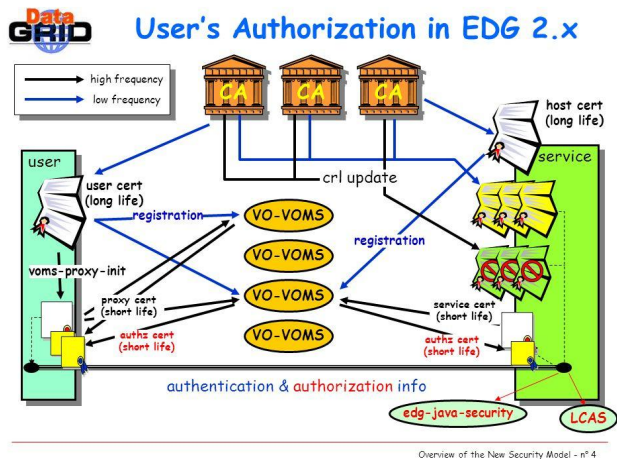 Data
GRID
User's Authorization in EDG 2.x
high frequency
low frequency
CA
CA
CA
host cert
(long life)
user
service
user cert
(long life)
crl update
registration
VO-VOMS
registration
voms-proxy-init
VO-VOMS
proxy cert
(short life)
VO-VOMS
service cert
(short life)
authz cert
(short life)
VO-VOMS
authz cert
(short life)
authentication & authorization info
edg-java-security
LCAS
Overview of the New Security Model - n° 4